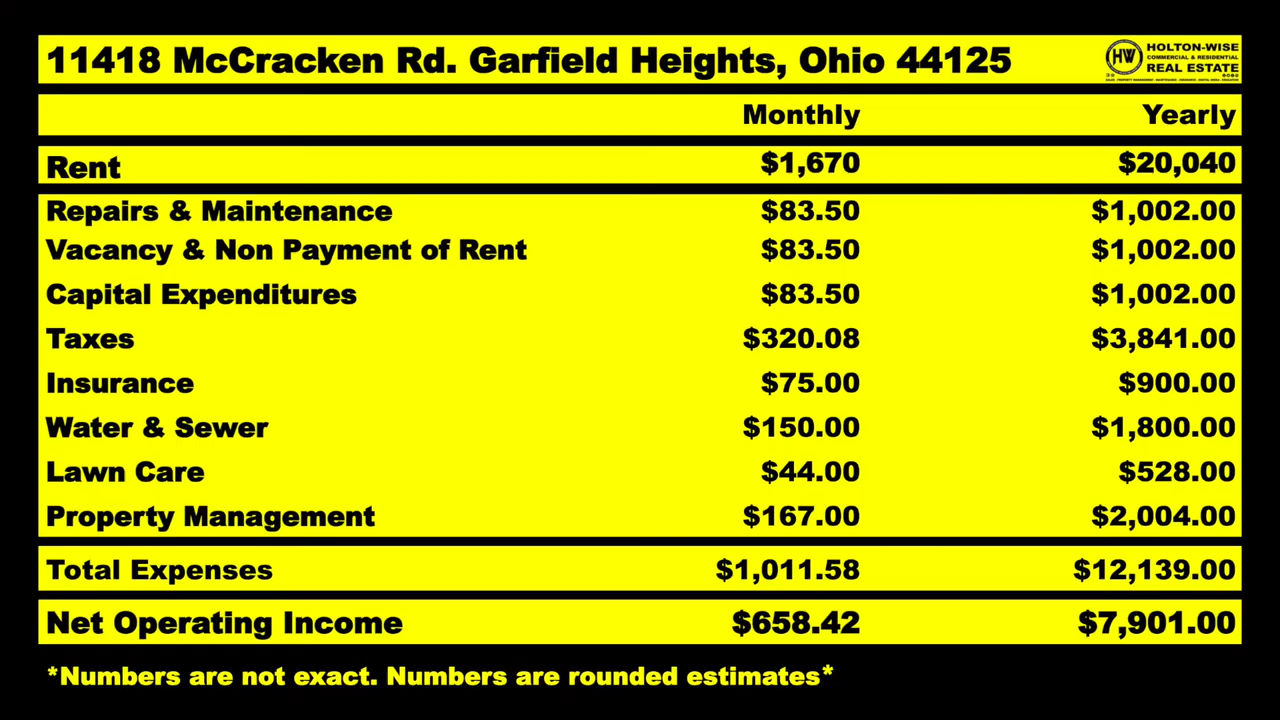 11418 McCracken Rd. Garfield Heights, Ohio 44125
HW
HOLTON-WISE
COMMERCIAL & RESIDENTIAL
REAL ESTATE
Monthly Yearly
Rent $1,670 $20,040
Repairs & Maintenance $83.50 $1,002.00
Vacancy & Non Payment of Rent $83.50 $1,002.00
Capital Expenditures $83.50 $1,002.00
Taxes $320.08 $3,841.00
Insurance $75.00 $900.00
Water & Sewer $150.00 $1,800.00
Lawn Care $44.00 $528.00
Property Management $167.00 $2,004.00
Total Expenses $1,011.58 $12,139.00
Net Operating Income $658.42 $7,901.00
*Numbers are not exact. Numbers are rounded estimates*